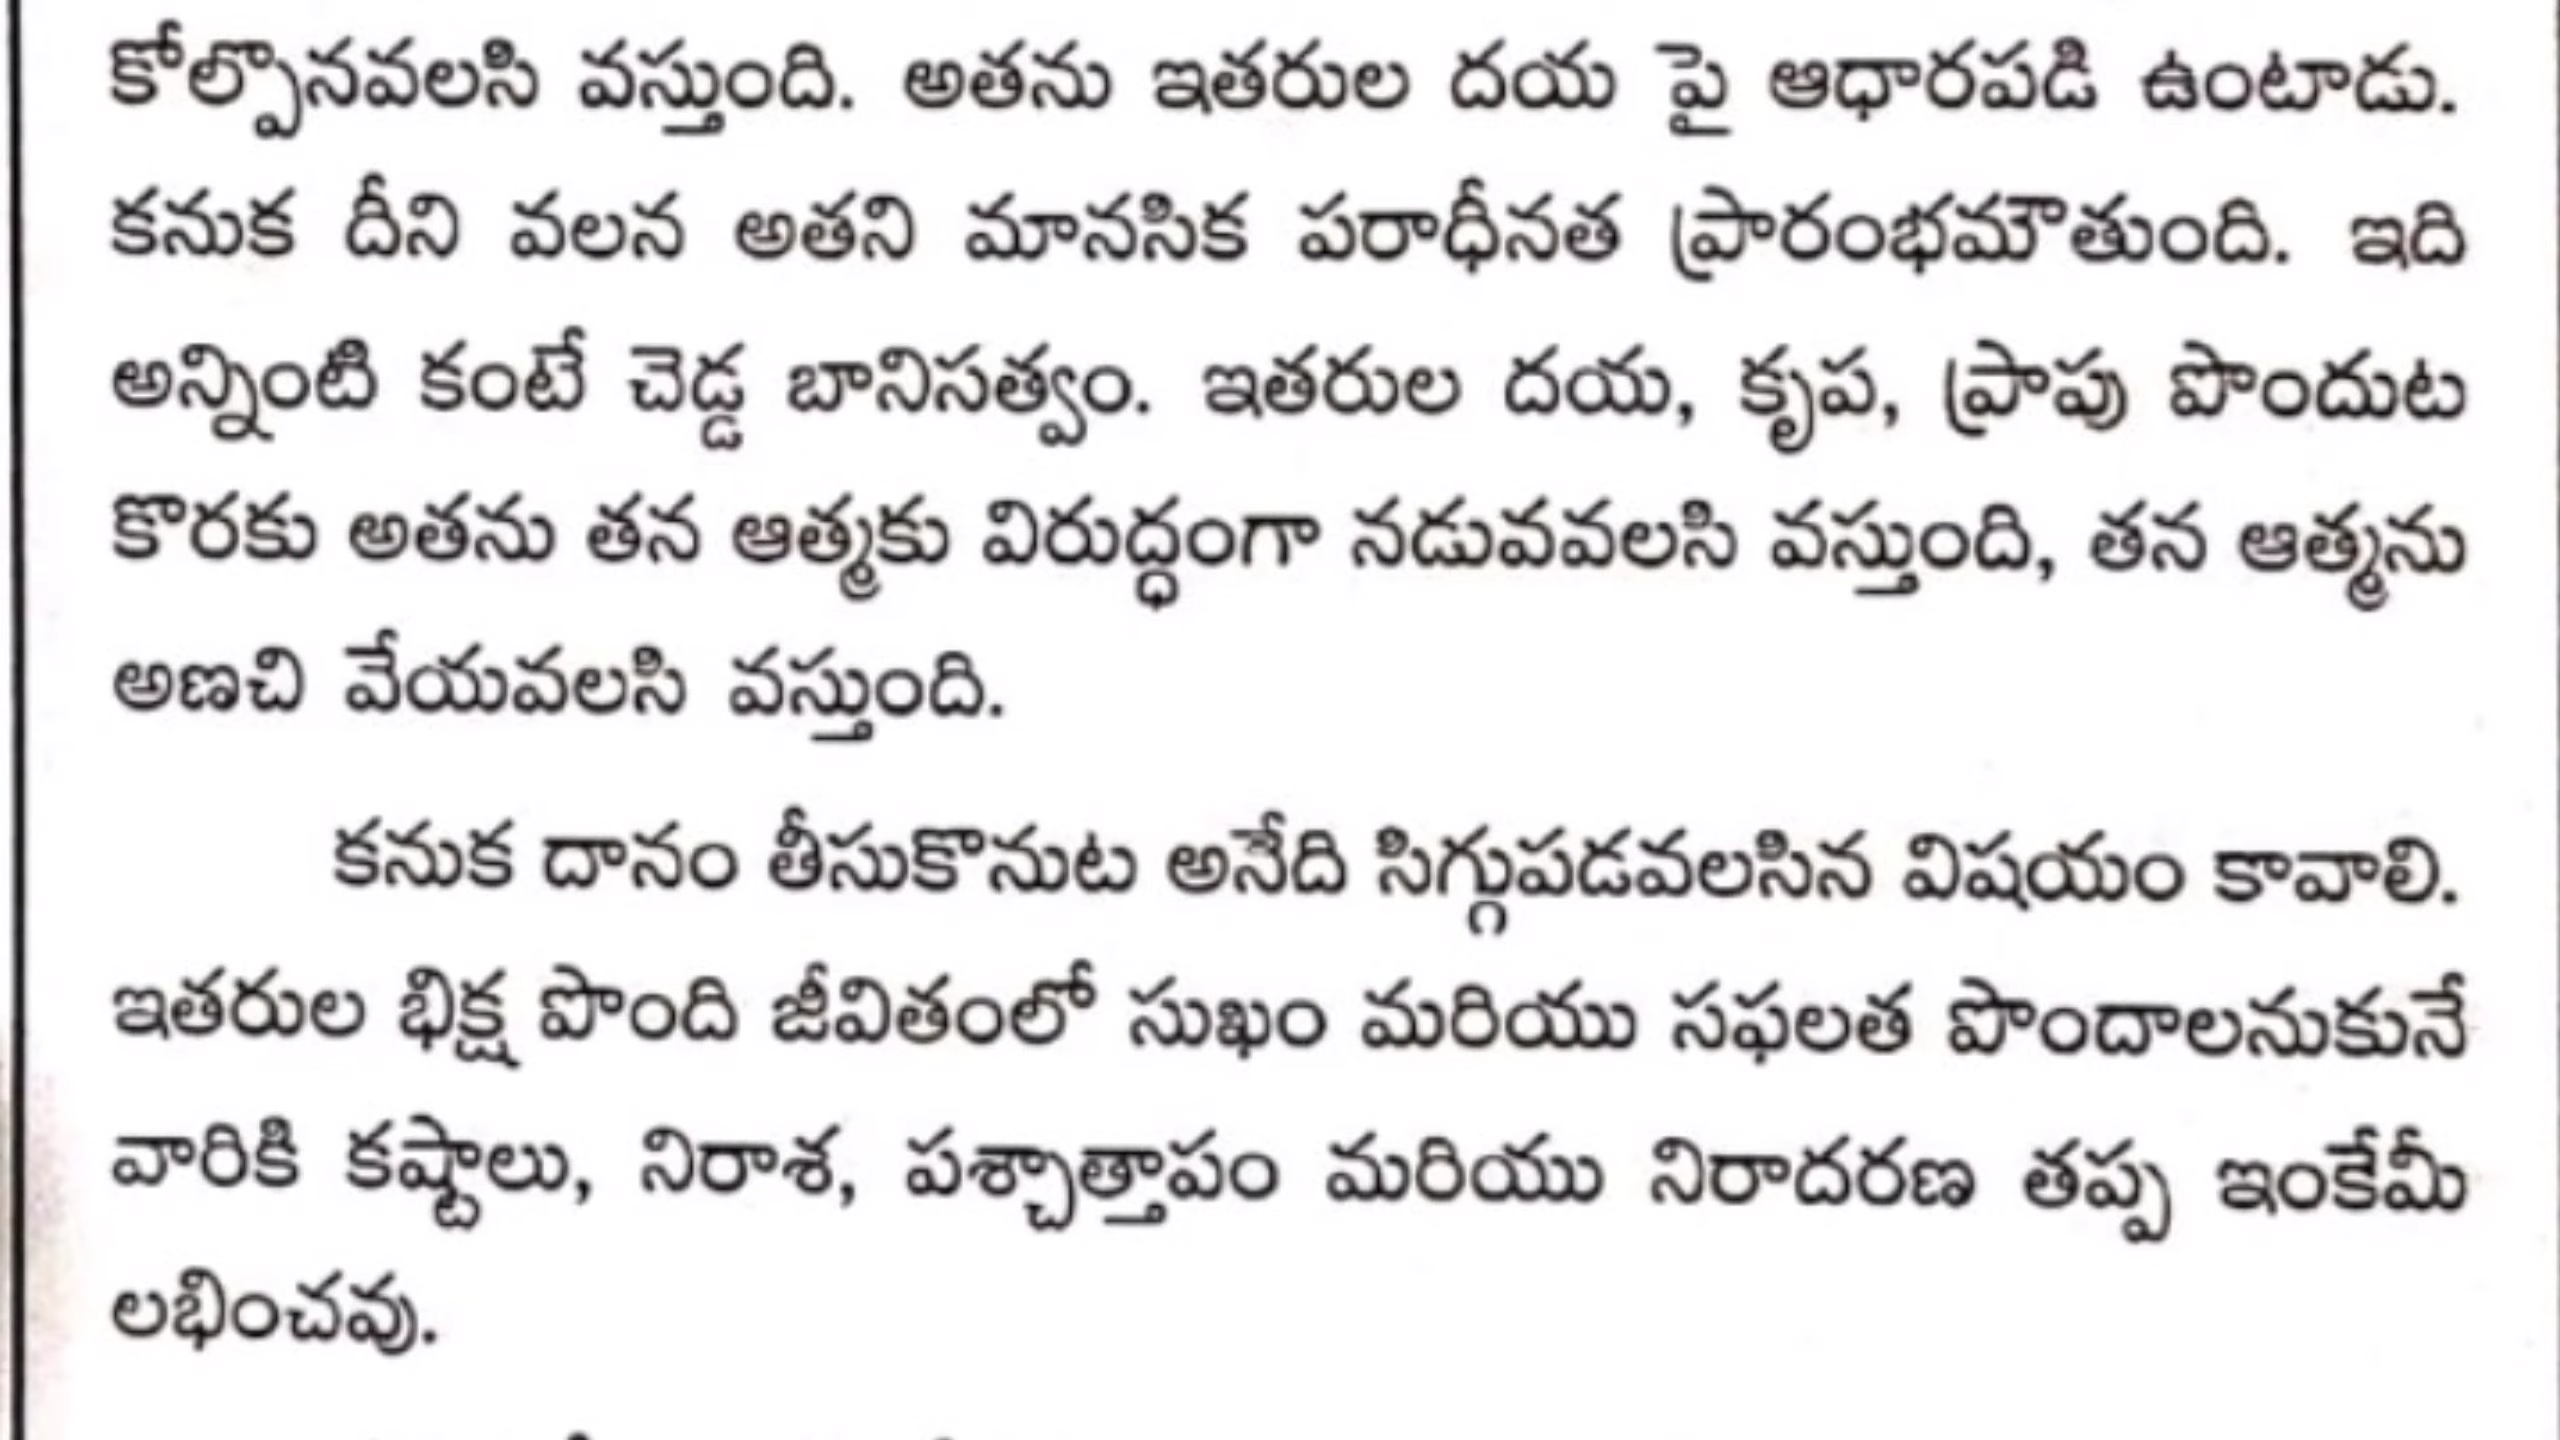 కోల్పొనవలసి వస్తుంది. అతను ఇతరుల దయ పై ఆధారపడి ఉంటాడు.
కనుక దీని వలన అతని మానసిక పరాధీనత ప్రారంభమౌతుంది. ఇది
అన్నింటి కంటే చెడ్డ బానిసత్వం. ఇతరుల దయ, కృప, ప్రాపు పొందుట
కొరకు అతను తన ఆత్మకు విరుద్ధంగా నడువవలసి వస్తుంది, తన ఆత్మను
అణచి వేయవలసి వస్తుంది.
కనుక దానం తీసుకొనుట అనేది సిగ్గుపడవలసిన విషయం కావాలి.
ఇతరుల భిక్ష పొంది జీవితంలో సుఖం మరియు సఫలత పొందాలనుకునే
వారికి కష్టాలు, నిరాశ, పశ్చాత్తాపం మరియు నిరాదరణ తప్ప ఇంకేమీ
లభించవు.